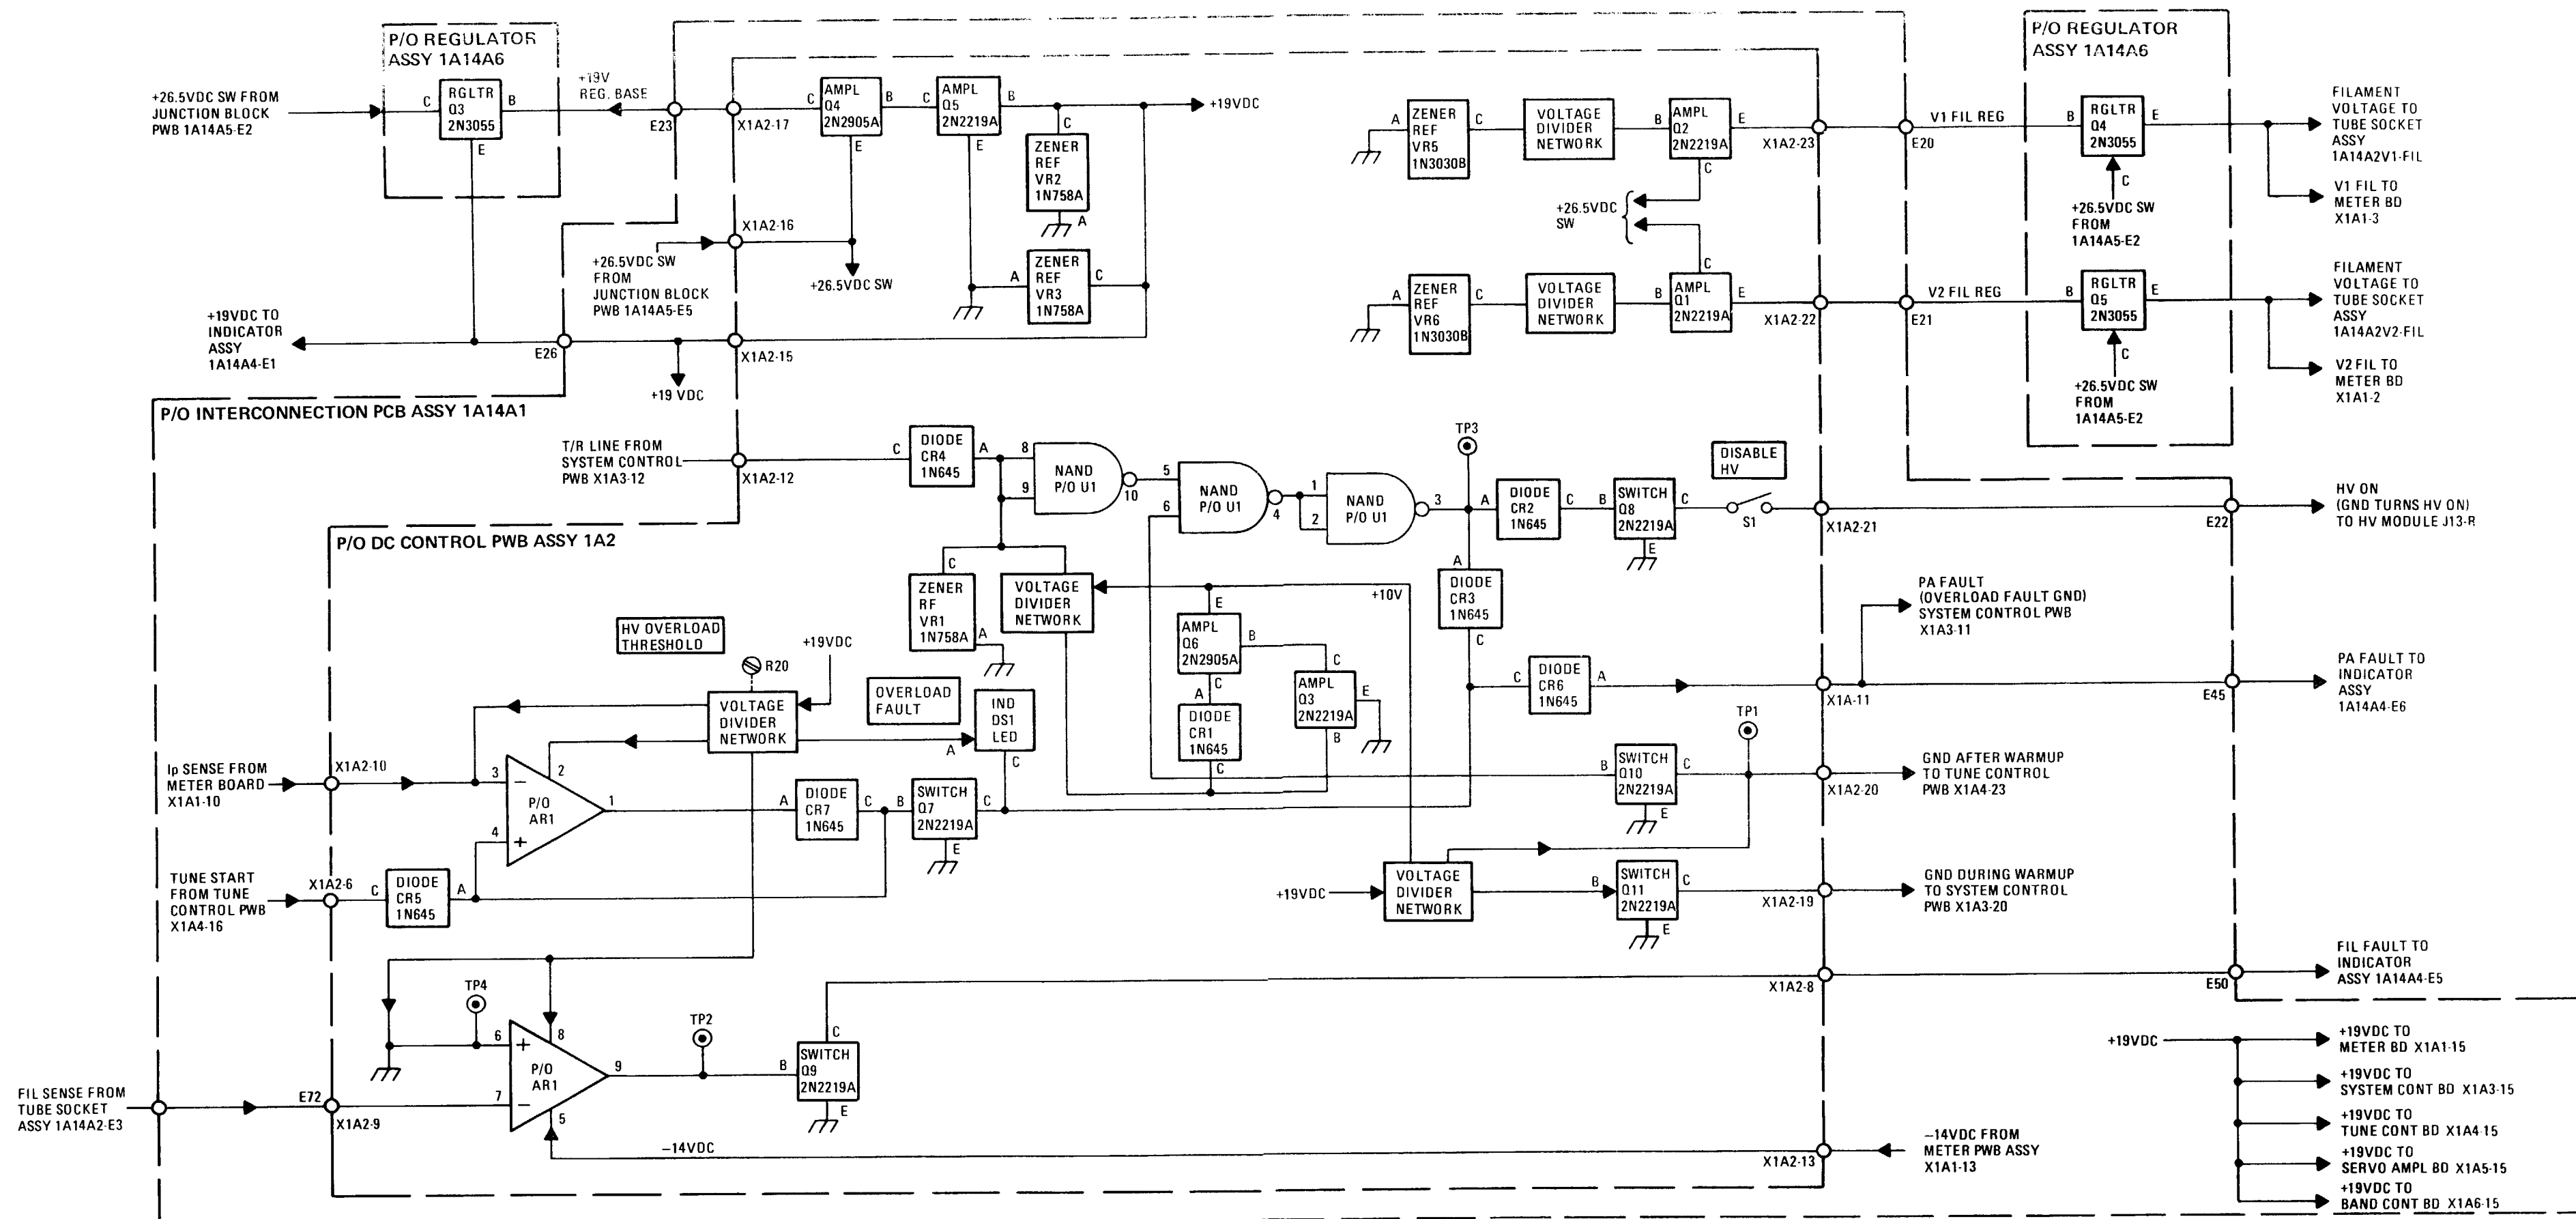 P/O REGULATOR
ASSY 1A14A6
+26.5VDC SW FROM
JUNCTION BLOCK
PWB 1A14A5-E2
C
RGLTR
Q3
2N3055
B
E
+19V
REG. BASE
E23
X1A2-17
C
AMPL
Q4
2N2905A
B
E
C
AMPL
Q5
2N2219A
B
E
+19VDC
C
ZENER
REF
VR2
1N758A
A
X1A2-16
+26.5VDC SW
FROM
JUNCTION BLOCK
PWB 1A14A5-E5
+26.5VDC SW
A
ZENER
REF
VR3
1N758A
C
+19VDC TO
INDICATOR
ASSY
1A14A4-E1
E26
X1A2-15
+19 VDC
A
ZENER
REF
VR5
1N3030B
C
VOLTAGE
DIVIDER
NETWORK
B
AMPL
Q2
2N2219A
E
C
X1A2-23
E20
V1 FIL REG
+26.5VDC
SW
A
ZENER
REF
VR6
1N3030B
C
VOLTAGE
DIVIDER
NETWORK
B
C
AMPL
Q1
2N2219A
E
X1A2-22
E21
V2 FIL REG
P/O REGULATOR
ASSY 1A14A6
B
RGLTR
Q4
2N3055
E
C
+26.5VDC SW
FROM
1A14A5-E2
B
RGLTR
Q5
2N3055
E
C
+26.5VDC SW
FROM
1A14A5-E2
FILAMENT
VOLTAGE TO
TUBE SOCKET
ASSY
1A14A2V1-FIL
V1 FIL TO
METER BD
X1A1-3
FILAMENT
VOLTAGE TO
TUBE SOCKET
ASSY
1A14A2V2-FIL
V2 FIL TO
METER BD
X1A1-2
P/O INTERCONNECTION PCB ASSY 1A14A1
T/R LINE FROM
SYSTEM CONTROL
PWB X1A3-12
X1A2-12
C
DIODE
CR4
1N645
A
8
9
NAND
P/O U1
10
5
6
NAND
P/O U1
4
1
2
NAND
P/O U1
3
TP3
A
DIODE
CR2
1N645
C
B
SWITCH
Q8
2N2219A
C
E
DISABLE
HV
S1
X1A2-21
E22
HV ON
(GND TURNS HV ON)
TO HV MODULE J13-R
P/O DC CONTROL PWB ASSY 1A2
C
ZENER
RF
VR1
1N758A
A
VOLTAGE
DIVIDER
NETWORK
+10V
E
AMPL
Q6
2N2905A
B
C
A
DIODE
CR1
1N645
C
C
AMPL
Q3
2N2219A
E
B
A
DIODE
CR3
1N645
C
PA FAULT
(OVERLOAD FAULT GND)
SYSTEM CONTROL PWB
X1A3-11
C
DIODE
CR6
1N645
A
X1A-11
E45
PA FAULT TO
INDICATOR
ASSY
1A14A4-E6
HV OVERLOAD
THRESHOLD
R20
+19VDC
VOLTAGE
DIVIDER
NETWORK
OVERLOAD
FAULT
A
IND
DS1
LED
C
Ip SENSE FROM
METER BOARD
X1A1-10
X1A2-10
3
−
2
P/O
AR1
1
4
+
A
DIODE
CR7
1N645
C
B
SWITCH
Q7
2N2219A
C
E
TP1
B
SWITCH
Q10
2N2219A
C
E
X1A2-20
GND AFTER WARMUP
TO TUNE CONTROL
PWB X1A4-23
TUNE START
FROM TUNE
CONTROL PWB
X1A4-16
X1A2-6
C
DIODE
CR5
1N645
A
+19VDC
VOLTAGE
DIVIDER
NETWORK
B
SWITCH
Q11
2N2219A
C
E
X1A2-19
GND DURING WARMUP
TO SYSTEM CONTROL
PWB X1A3-20
TP4
6
+
8
P/O
AR1
9
7
−
5
TP2
B
C
SWITCH
Q9
2N2219A
E
X1A2-8
E50
FIL FAULT TO
INDICATOR
ASSY 1A14A4-E5
FIL SENSE FROM
TUBE SOCKET
ASSY 1A14A2-E3
E72
X1A2-9
−14VDC
X1A2-13
−14VDC FROM
METER PWB ASSY
X1A1-13
+19VDC
+19VDC TO
METER BD X1A1-15
+19VDC TO
SYSTEM CONT BD X1A3-15
+19VDC TO
TUNE CONT BD X1A4-15
+19VDC TO
SERVO AMPL BD X1A5-15
+19VDC TO
BAND CONT BD X1A6-15